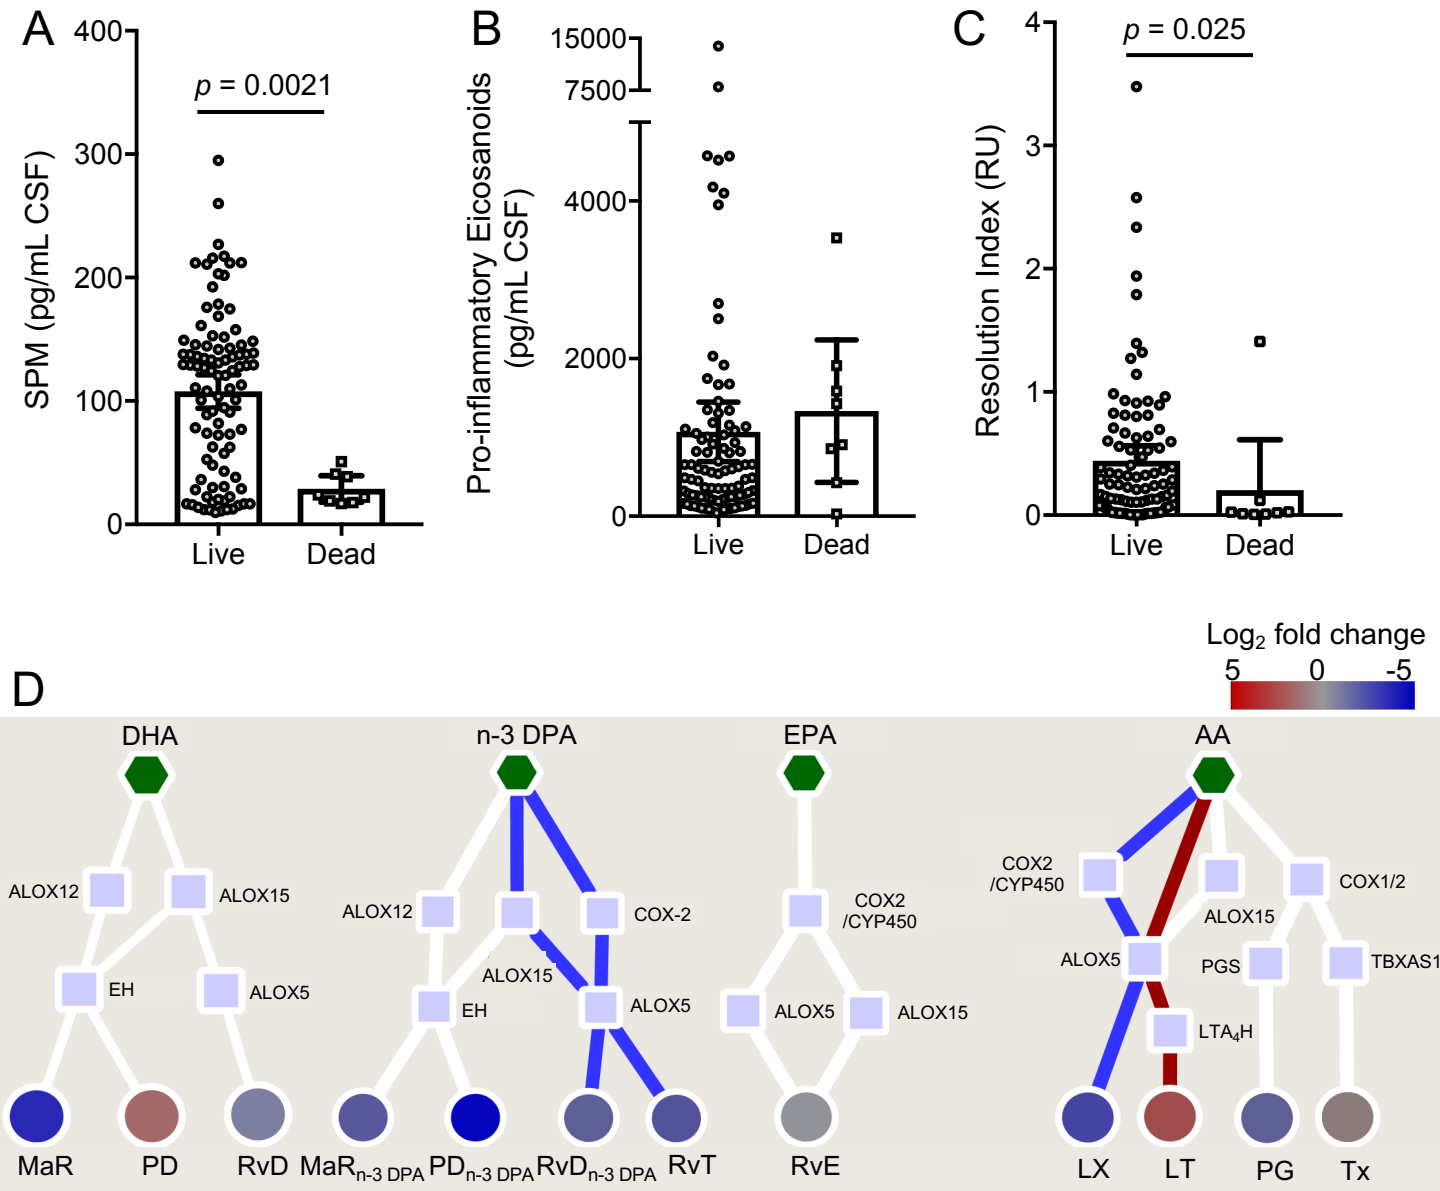 A
SPM (pg/mL CSF)
400
300
200
100
0
p = 0.0021
Live
Dead
B
Pro-inflammatory Eicosanoids
(pg/mL CSF)
15000
7500
4000
2000
0
Live
Dead
C
Resolution Index (RU)
4
3
2
1
0
p = 0.025
Live
Dead
Log2 fold change
5 0 -5
D
DHA
n-3 DPA
EPA
AA
ALOX12
ALOX15
EH
ALOX5
MaR
PD
RvD
ALOX12
COX-2
ALOX15
EH
ALOX5
MaRn-3 DPA
PDn-3 DPA
RvDn-3 DPA
RvT
COX2
/CYP450
ALOX5
ALOX15
RvE
COX2
/CYP450
ALOX15
COX1/2
ALOX5
PGS
TBXAS1
LTA4H
LX
LT
PG
Tx